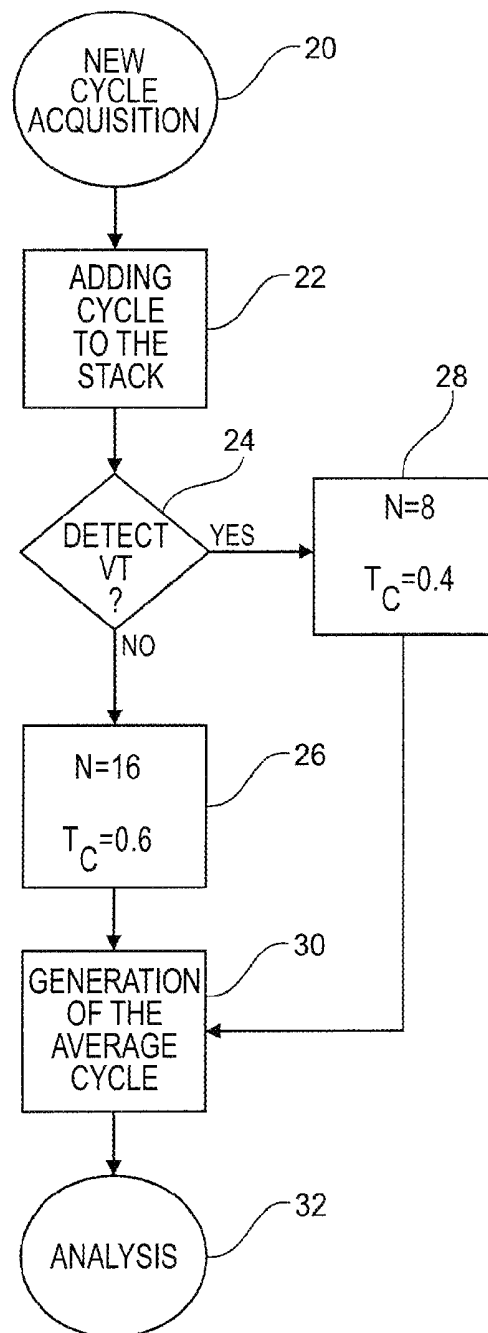 NEW
CYCLE
ACQUISITION
20
ADDING
CYCLE
TO THE
STACK
22
24
DETECT
VT
?
YES
NO
28
N=8
T_C=0.4
26
N=16
T_C=0.6
30
GENERATION
OF THE
AVERAGE
CYCLE
32
ANALYSIS